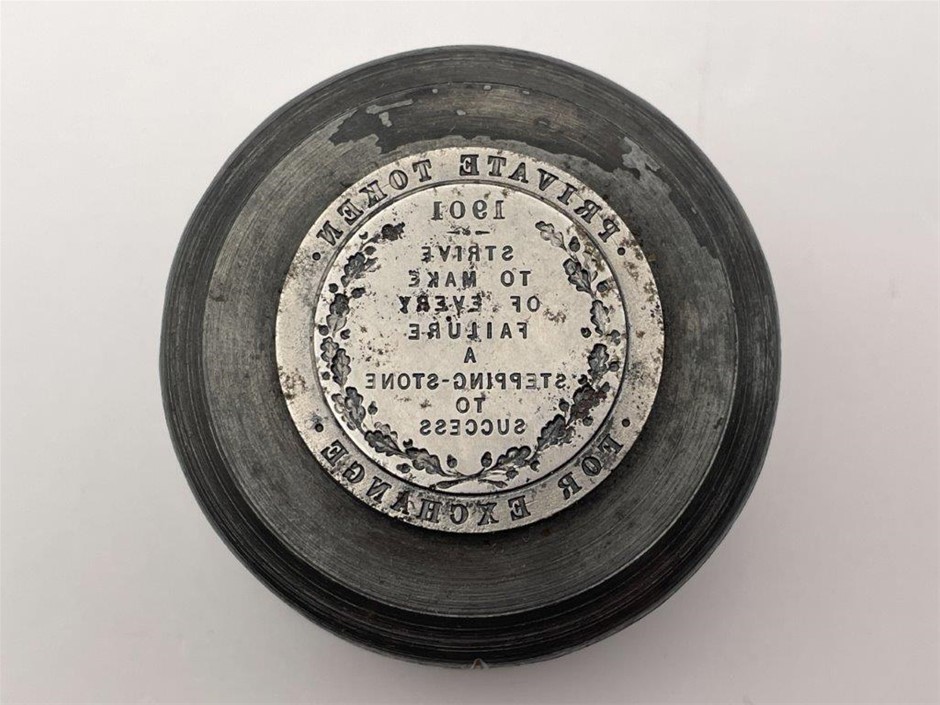 PRIVATE TOKEN
1901
STRIVE
TO MAKE
OF EVERY
FAILURE
A
STEPPING-STONE
TO
SUCCESS
· FOR EXCHANGE ·